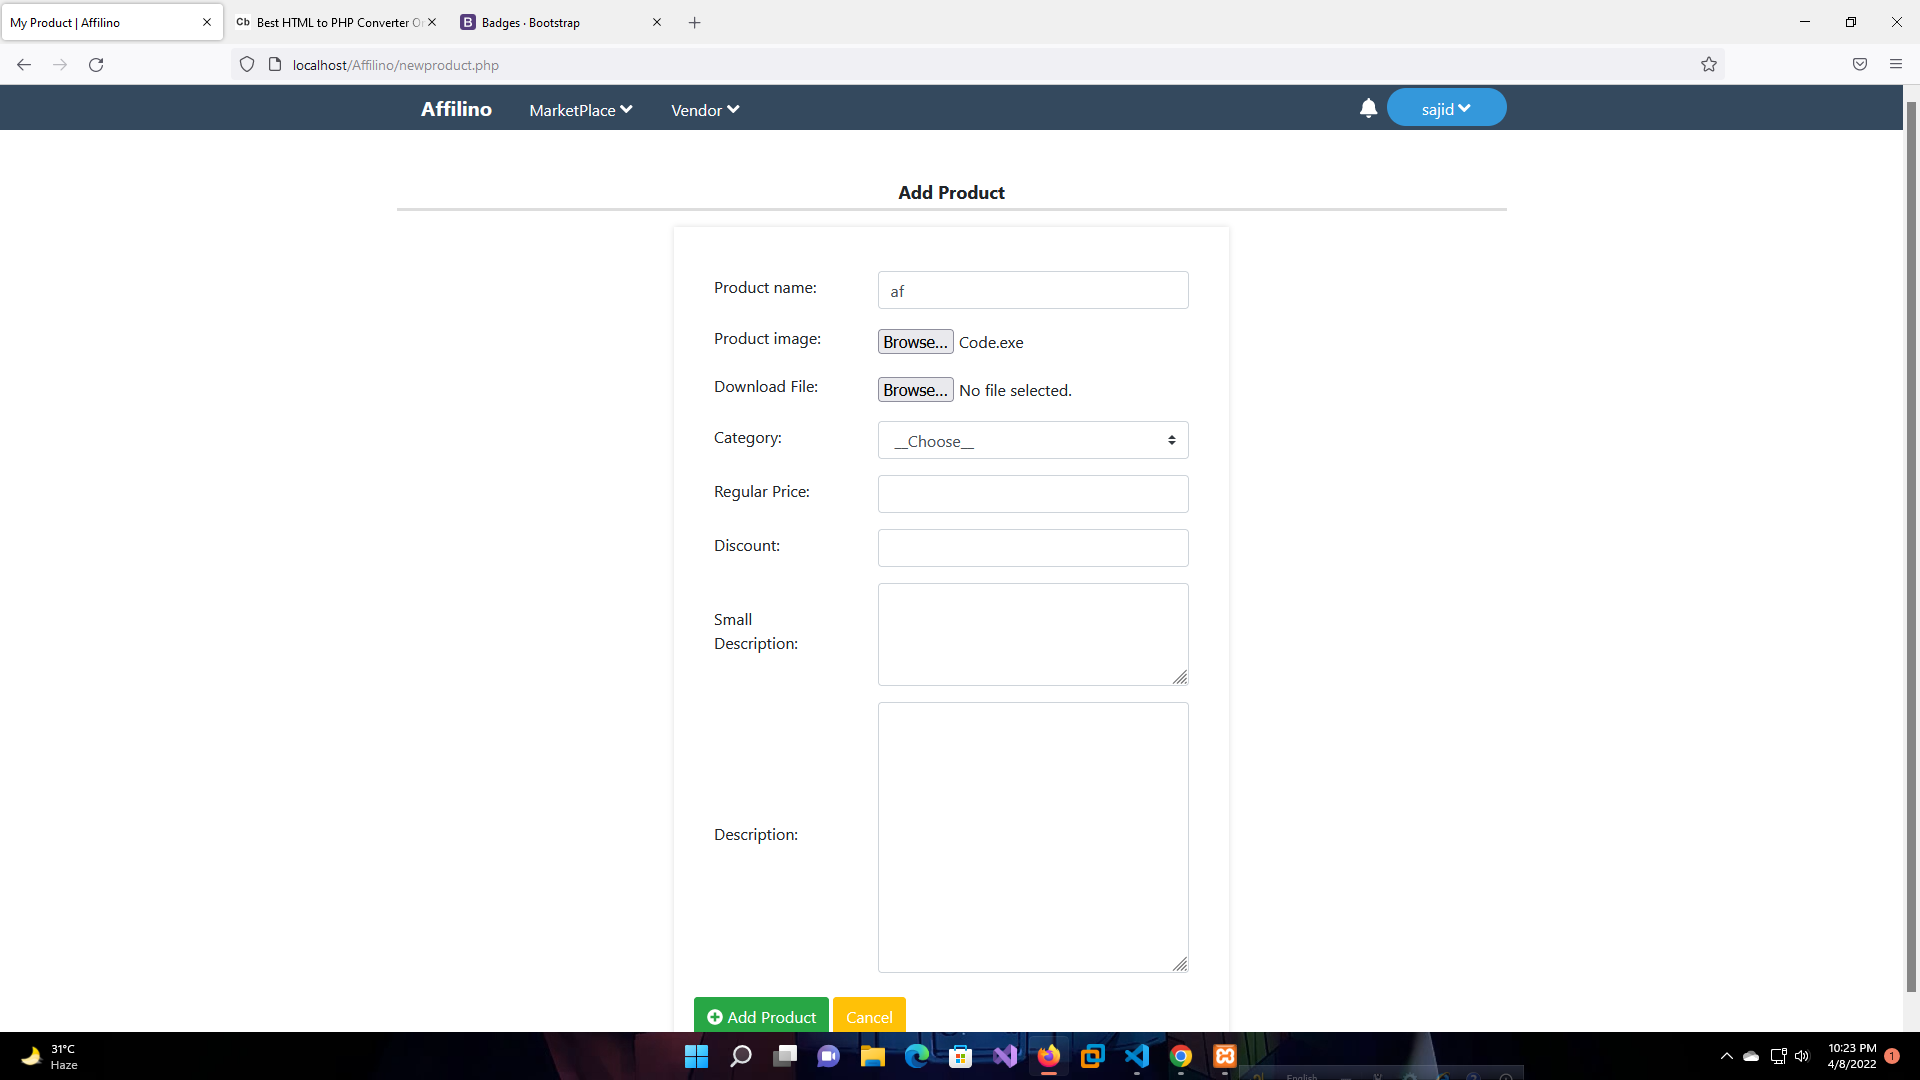 My Product | Affilino
Cb Best HTML to PHP Converter O
B Badges · Bootstrap
localhost/Affilino/newproduct.php
Affilino MarketPlace Vendor sajid
Add Product
Product name: af
Product image: Browse... Code.exe
Download File: Browse... No file selected.
Category: __Choose__
Regular Price:
Discount:
Small
Description:
Description:
Add Product Cancel
31°C
Haze
10:23 PM
4/8/2022
1
English